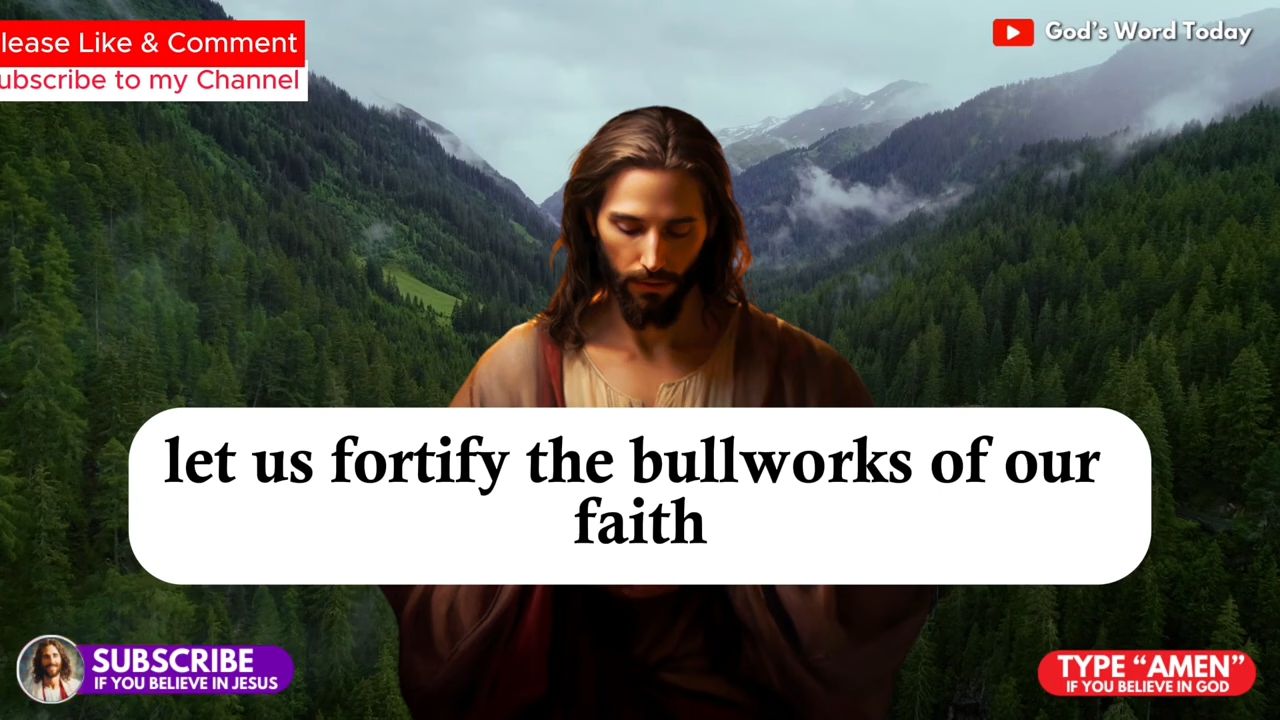 lease Like & Comment
ubscribe to my Channel
God's Word Today
let us fortify the bullworks of our
faith
SUBSCRIBE
IF YOU BELIEVE IN JESUS
TYPE “AMEN”
IF YOU BELIEVE IN GOD